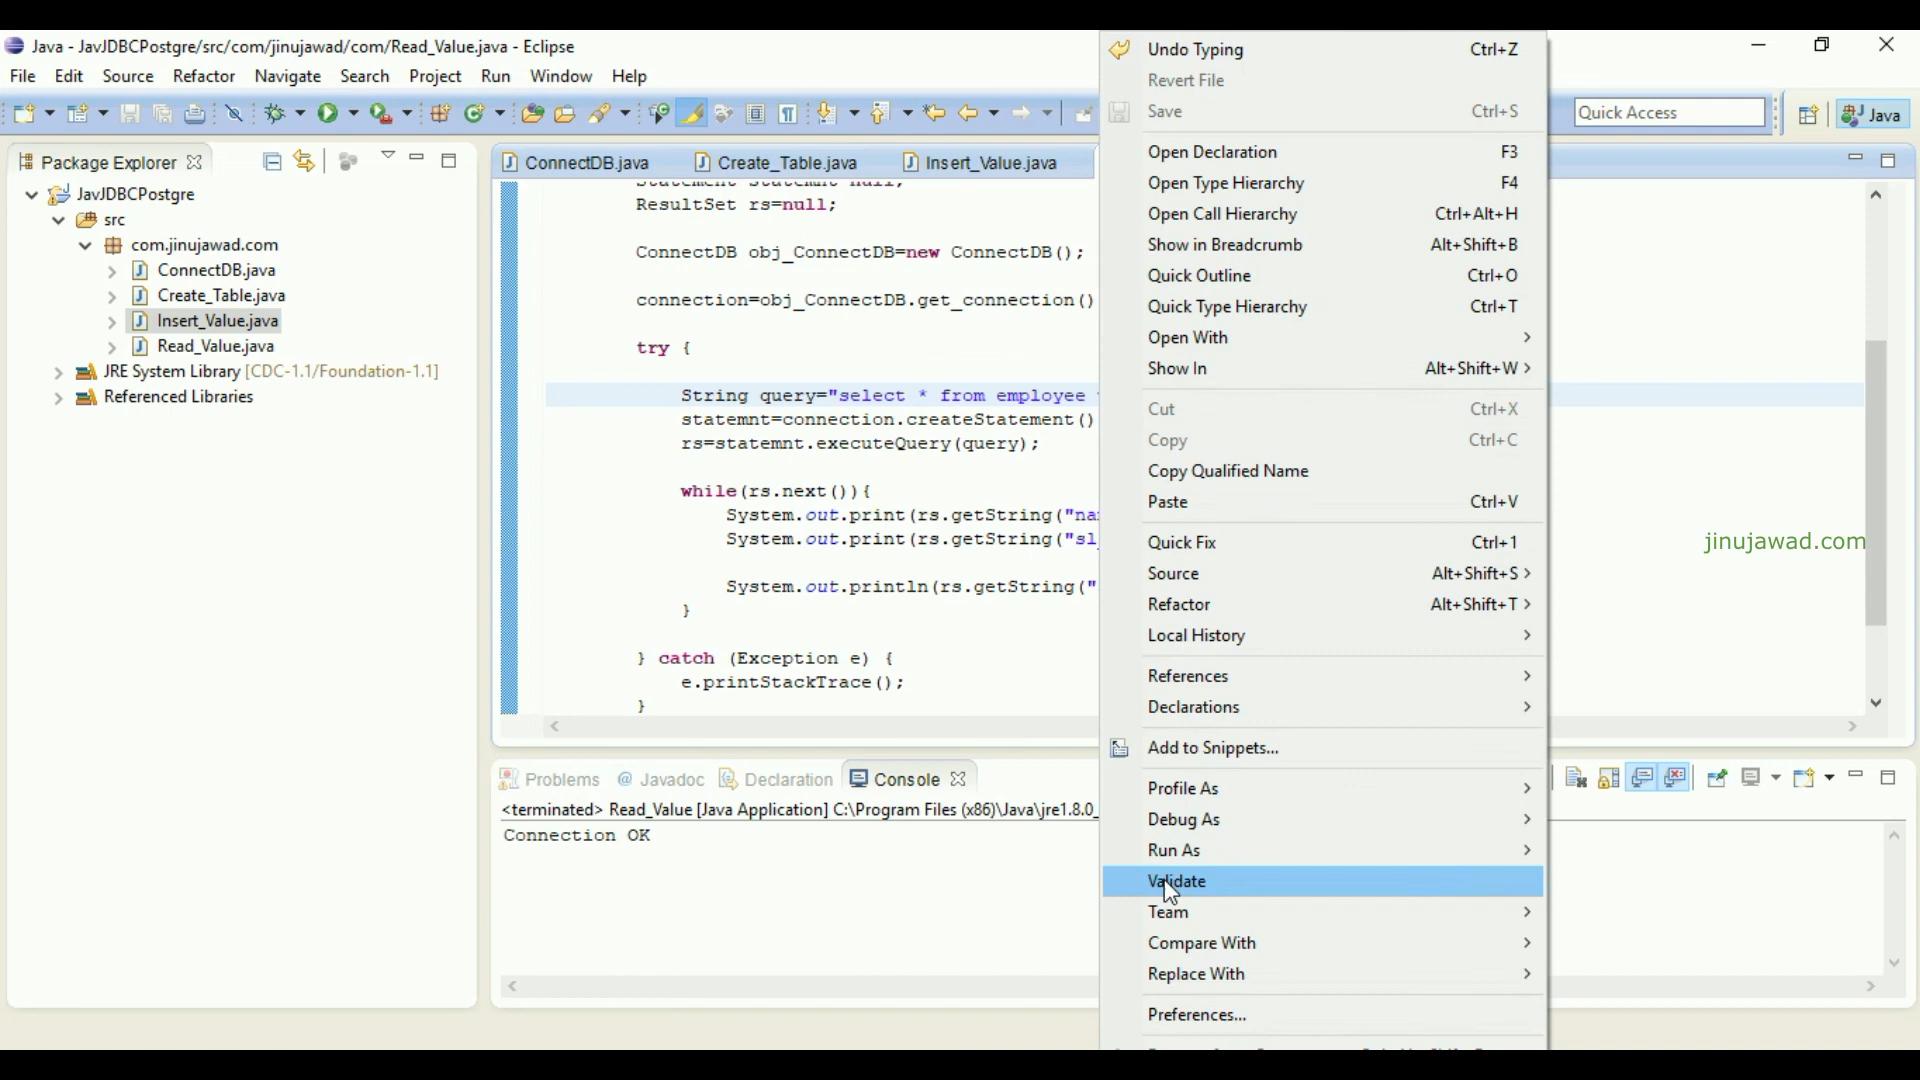 Java - JavJDBCPostgre/src/com/jinujawad/com/Read_Value.java - Eclipse
File Edit Source Refactor Navigate Search Project Run Window Help
Quick Access
Java
Package Explorer
JavJDBCPostgre
src
com.jinujawad.com
ConnectDB.java
Create_Table.java
Insert_Value.java
Read_Value.java
JRE System Library [CDC-1.1/Foundation-1.1]
Referenced Libraries
ConnectDB.java Create_Table.java Insert_Value.java
Statement statemnt null;
ResultSet rs=null;
ConnectDB obj_ConnectDB=new ConnectDB();
connection=obj_ConnectDB.get_connection()
try {
String query="select * from employee
statemnt=connection.createStatement()
rs=statemnt.executeQuery(query);
while(rs.next()){
System.out.print(rs.getString("na
System.out.print(rs.getString("sl
System.out.println(rs.getString("
}
} catch (Exception e) {
e.printStackTrace();
}
Problems @ Javadoc Declaration Console
<terminated> Read_Value [Java Application] C:\Program Files (x86)\Java\jre1.8.0_
Connection OK
Undo Typing Ctrl+Z
Revert File
Save Ctrl+S
Open Declaration F3
Open Type Hierarchy F4
Open Call Hierarchy Ctrl+Alt+H
Show in Breadcrumb Alt+Shift+B
Quick Outline Ctrl+O
Quick Type Hierarchy Ctrl+T
Open With
Show In Alt+Shift+W
Cut Ctrl+X
Copy Ctrl+C
Copy Qualified Name
Paste Ctrl+V
Quick Fix Ctrl+1
Source Alt+Shift+S
Refactor Alt+Shift+T
Local History
References
Declarations
Add to Snippets...
Profile As
Debug As
Run As
Validate
Team
Compare With
Replace With
Preferences...
jinujawad.com